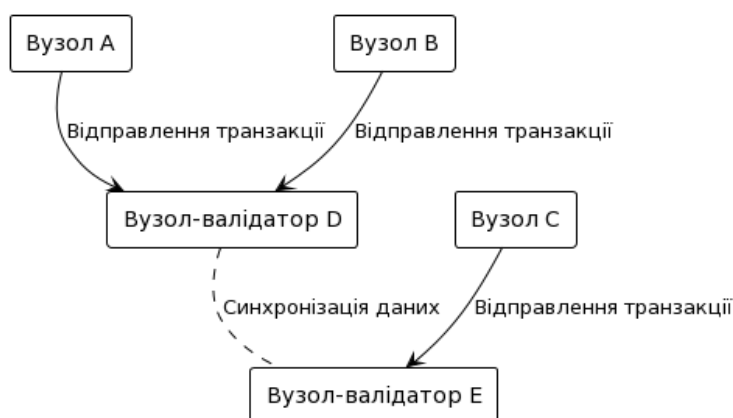 Вузол A
Вузол B
Відправлення транзакції
Відправлення транзакції
Вузол-валідатор D
Вузол C
Синхронізація даних
Відправлення транзакції
Вузол-валідатор E